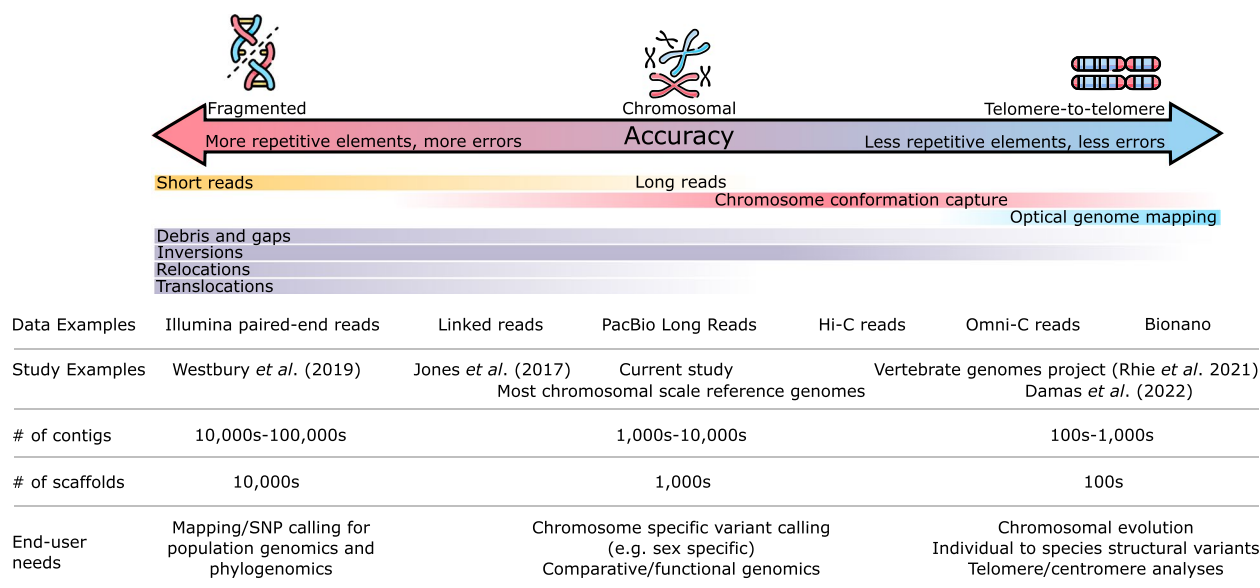 Fragmented
Chromosomal
Telomere-to-telomere
More repetitive elements, more errors
Accuracy
Less repetitive elements, less errors
Short reads
Long reads
Chromosome conformation capture
Optical genome mapping
Debris and gaps
Inversions
Relocations
Translocations
Data Examples Illumina paired-end reads Linked reads PacBio Long Reads Hi-C reads Omni-C reads Bionano
Study Examples Westbury et al. (2019) Jones et al. (2017) Current study Vertebrate genomes project (Rhie et al. 2021)
Most chromosomal scale reference genomes Damas et al. (2022)
# of contigs 10,000s-100,000s 1,000s-10,000s 100s-1,000s
# of scaffolds 10,000s 1,000s 100s
End-user
needs
Mapping/SNP calling for
population genomics and
phylogenomics
Chromosome specific variant calling
(e.g. sex specific)
Comparative/functional genomics
Chromosomal evolution
Individual to species structural variants
Telomere/centromere analyses